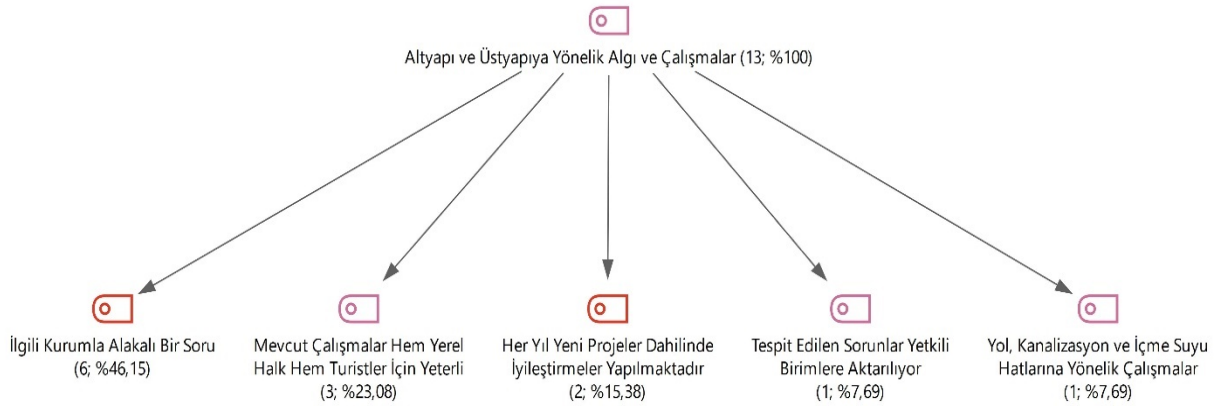 Altyapı ve Üstyapıya Yönelik Algı ve Çalışmalar (13; %100)
İlgili Kurumla Alakalı Bir Soru
(6; %46,15)
Mevcut Çalışmalar Hem Yerel
Halk Hem Turistler İçin Yeterli
(3; %23,08)
Her Yıl Yeni Projeler Dahilinde
İyileştirmeler Yapılmaktadır
(2; %15,38)
Tespit Edilen Sorunlar Yetkili
Birimlere Aktarılıyor
(1; %7,69)
Yol, Kanalizasyon ve İçme Suyu
Hatlarına Yönelik Çalışmalar
(1; %7,69)